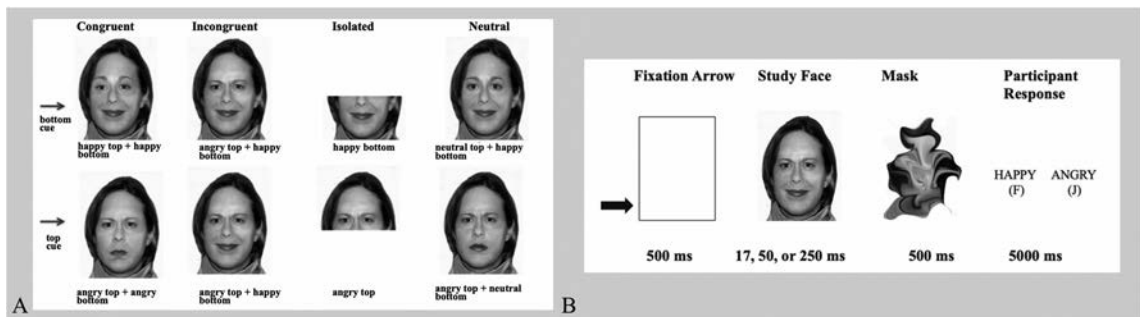 Congruent Incongruent Isolated Neutral
bottom
cue
happy top + happy
bottom
angry top + happy
bottom
happy bottom
neutral top + happy
bottom
top
cue
angry top + angry
bottom
angry top + happy
bottom
angry top
angry top + neutral
bottom
A
Fixation Arrow Study Face Mask Participant
Response
HAPPY ANGRY
(F) (J)
500 ms 17, 50, or 250 ms 500 ms 5000 ms
B